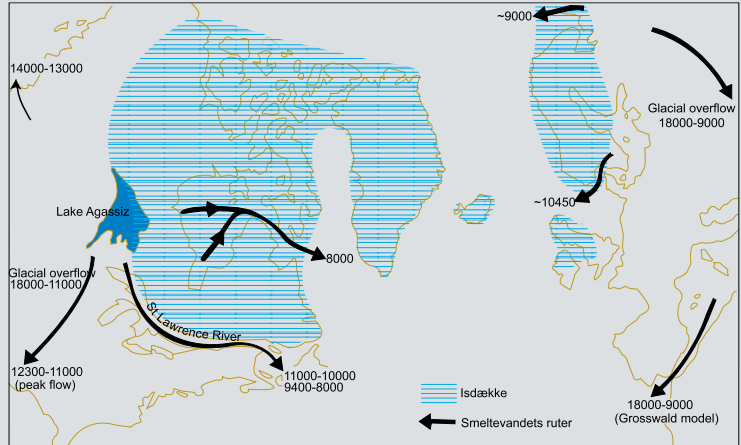 ~9000
14000-13000
Glacial overflow
18000-9000
Lake Agassiz
~10450
8000
Glacial overflow
18000-11000
St Lawrence River
12300-11000
(peak flow)
11000-10000
9400-8000
Isdække
Smeltevandets ruter
18000-9000
(Grosswald model)